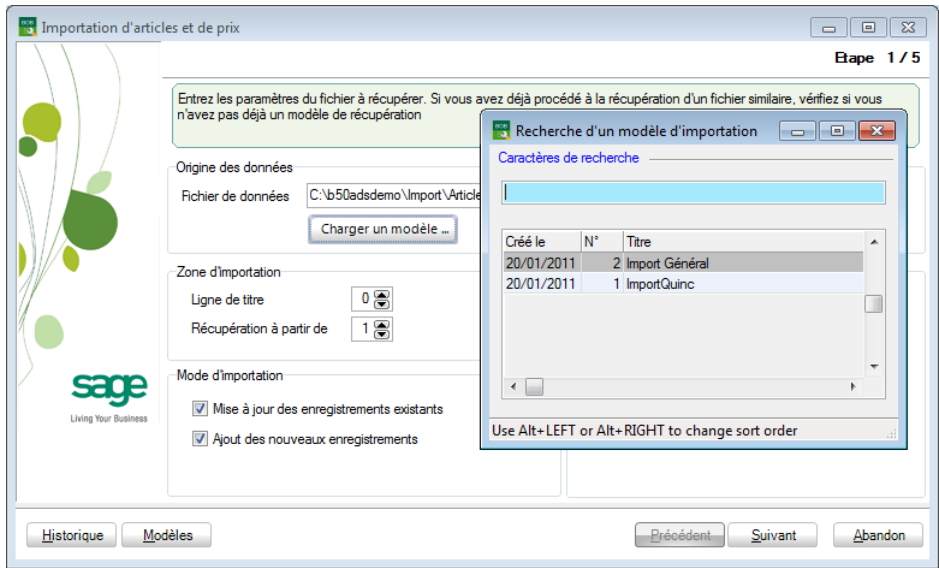 BOB
Importation d'articles et de prix
Etape 1 / 5
Entrez les paramètres du fichier à récupérer. Si vous avez déjà procédé à la récupération d'un fichier similaire, vérifiez si vous
n'avez pas déjà un modèle de récupération
Origine des données
Fichier de données C:\b50adsdemo\Import\Article
Charger un modèle ...
Zone d'importation
Ligne de titre 0
Récupération à partir de 1
Mode d'importation
Mise à jour des enregistrements existants
Ajout des nouveaux enregistrements
sage
Living Your Business
BOB
Recherche d'un modèle d'importation
Caractères de recherche
Créé le N° Titre
20/01/2011 2 Import Général
20/01/2011 1 ImportQuinc
Use Alt+LEFT or Alt+RIGHT to change sort order
Historique Modèles Précédent Suivant Abandon